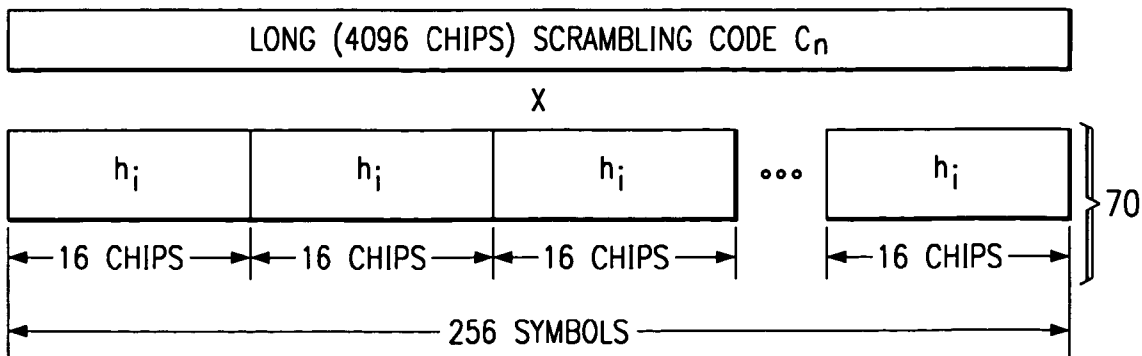 LONG (4096 CHIPS) SCRAMBLING CODE Cn
X
hi hi hi ooo hi
70
16 CHIPS 16 CHIPS 16 CHIPS 16 CHIPS
256 SYMBOLS